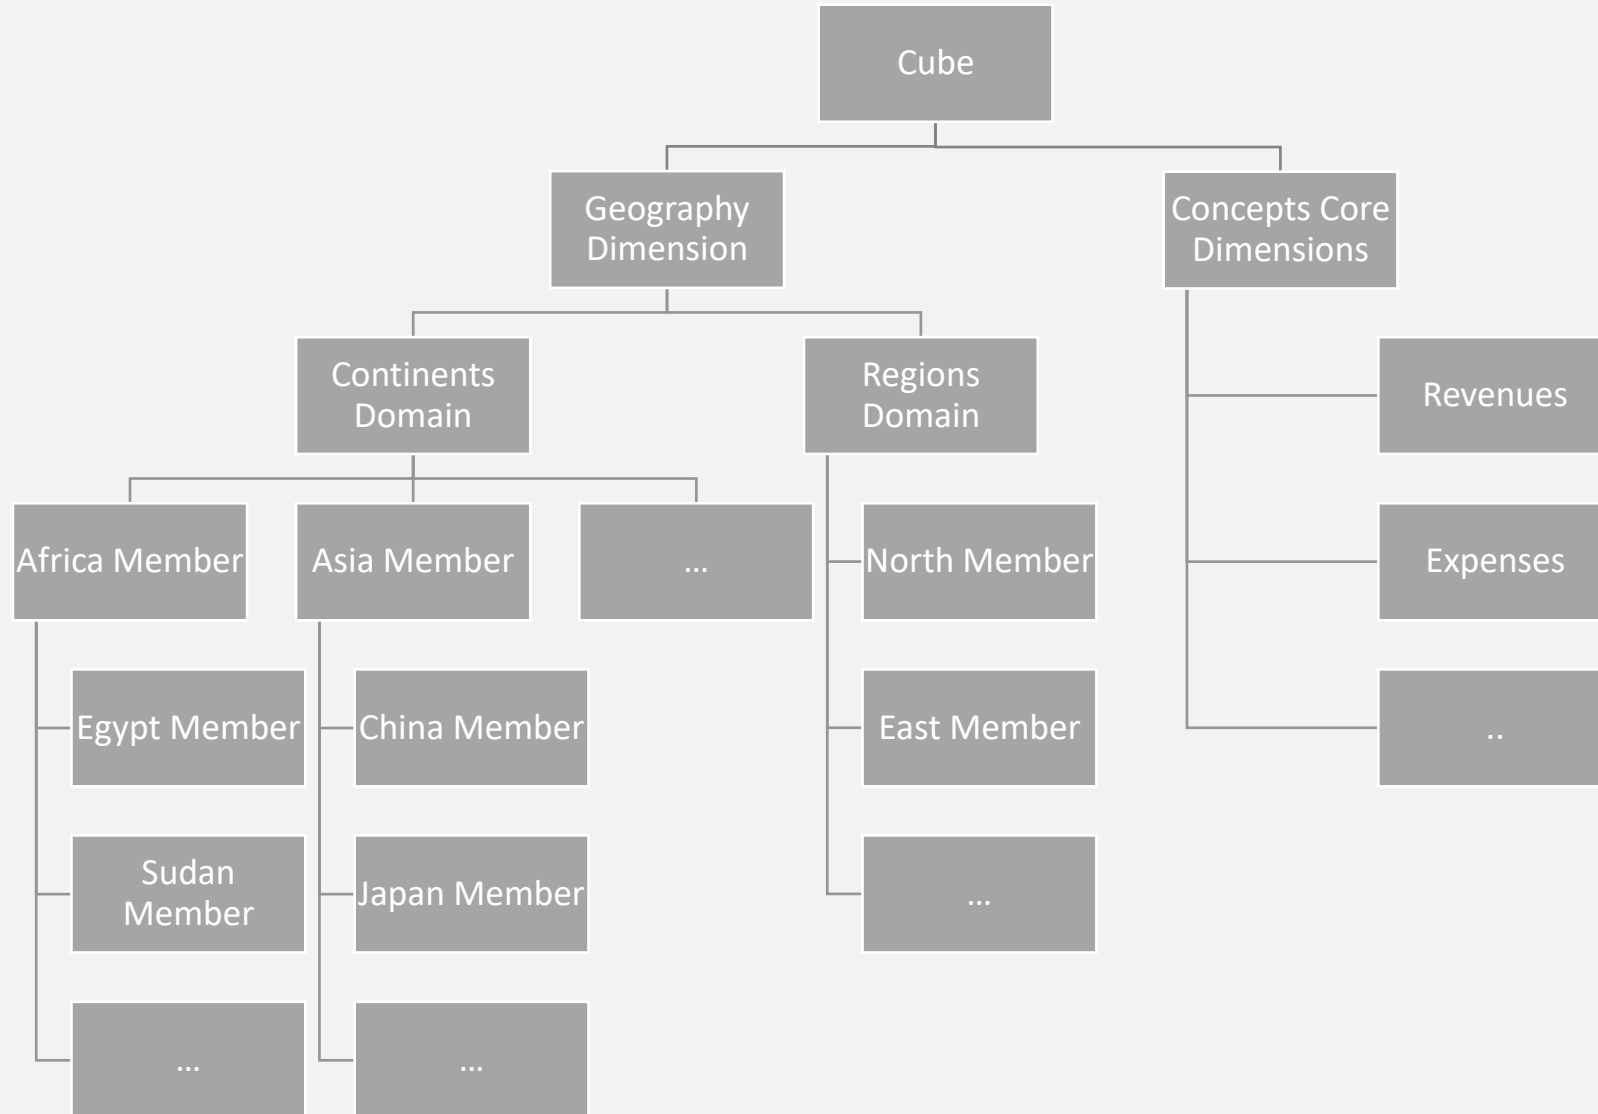 Cube
Geography
Dimension
Concepts Core
Dimensions
Continents
Domain
Regions
Domain
Revenues
Africa Member
Asia Member
...
North Member
Expenses
Egypt Member
China Member
East Member
..
Sudan
Member
Japan Member
...
...
...